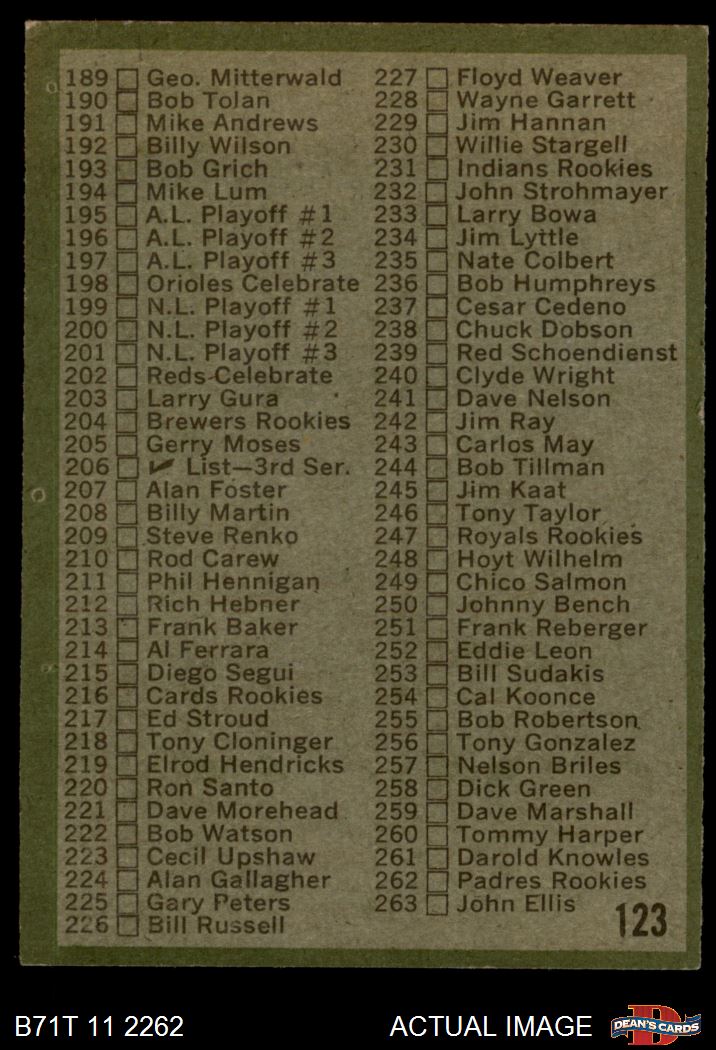 189 Geo. Mitterwald
190 Bob Tolan
191 Mike Andrews
192 Billy Wilson
193 Bob Grich
194 Mike Lum
195 A.L. Playoff #1
196 A.L. Playoff #2
197 A.L. Playoff #3
198 Orioles Celebrate
199 N.L. Playoff #1
200 N.L. Playoff #2
201 N.L. Playoff #3
202 Reds Celebrate
203 Larry Gura
204 Brewers Rookies
205 Gerry Moses
206 ✔ List—3rd Ser.
207 Alan Foster
208 Billy Martin
209 Steve Renko
210 Rod Carew
211 Phil Hennigan
212 Rich Hebner
213 Frank Baker
214 Al Ferrara
215 Diego Segui
216 Cards Rookies
217 Ed Stroud
218 Tony Cloninger
219 Elrod Hendricks
220 Ron Santo
221 Dave Morehead
222 Bob Watson
223 Cecil Upshaw
224 Alan Gallagher
225 Gary Peters
226 Bill Russell
227 Floyd Weaver
228 Wayne Garrett
229 Jim Hannan
230 Willie Stargell
231 Indians Rookies
232 John Strohmayer
233 Larry Bowa
234 Jim Lyttle
235 Nate Colbert
236 Bob Humphreys
237 Cesar Cedeno
238 Chuck Dobson
239 Red Schoendienst
240 Clyde Wright
241 Dave Nelson
242 Jim Ray
243 Carlos May
244 Bob Tillman
245 Jim Kaat
246 Tony Taylor
247 Royals Rookies
248 Hoyt Wilhelm
249 Chico Salmon
250 Johnny Bench
251 Frank Reberger
252 Eddie Leon
253 Bill Sudakis
254 Cal Koonce
255 Bob Robertson
256 Tony Gonzalez
257 Nelson Briles
258 Dick Green
259 Dave Marshall
260 Tommy Harper
261 Darold Knowles
262 Padres Rookies
263 John Ellis
123
B71T 11 2262
ACTUAL IMAGE
D
DEAN'S CARDS